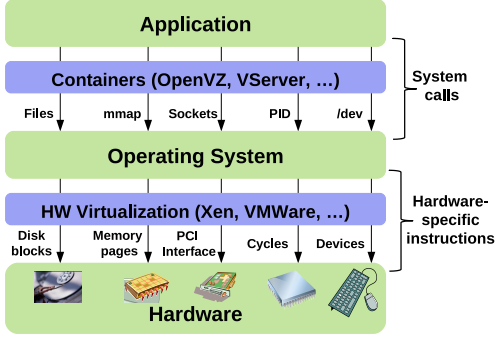 Application
Containers (OpenVZ, VServer, ...)
System
calls
Files mmap Sockets PID /dev
Operating System
HW Virtualization (Xen, VMWare, ...)
Hardware-
specific
instructions
Disk
blocks
Memory
pages
PCI
Interface
Cycles
Devices
Hardware